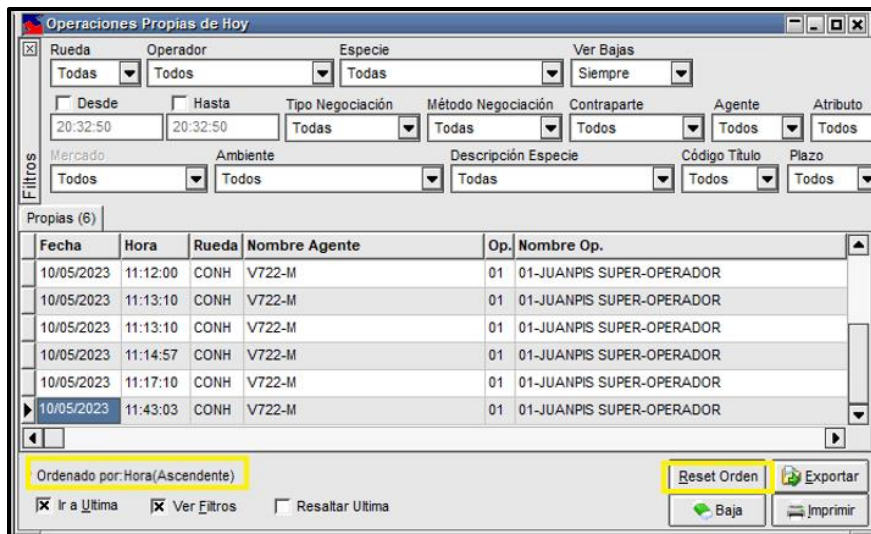 Operaciones Propias de Hoy
Rueda Operador Especie Ver Bajas
Todas Todos Todas Siempre
Desde Hasta Tipo Negociación Método Negociación Contraparte Agente Atributo
20:32:50 20:32:50 Todas Todas Todos Todos Todos
Mercado Ambiente Descripción Especie Código Título Plazo
Todos Todos Todas Todos Todos
Filtros
Propias (6)
Fecha Hora Rueda Nombre Agente Op. Nombre Op.
10/05/2023 11:12:00 CONH V722-M 01 01-JUANPIS SUPER-OPERADOR
10/05/2023 11:13:10 CONH V722-M 01 01-JUANPIS SUPER-OPERADOR
10/05/2023 11:13:10 CONH V722-M 01 01-JUANPIS SUPER-OPERADOR
10/05/2023 11:14:57 CONH V722-M 01 01-JUANPIS SUPER-OPERADOR
10/05/2023 11:17:10 CONH V722-M 01 01-JUANPIS SUPER-OPERADOR
10/05/2023 11:43:03 CONH V722-M 01 01-JUANPIS SUPER-OPERADOR
Ordenado por:Hora(Ascendente) Reset Orden Exportar
Ir a Ultima Ver Filtros Resaltar Ultima Baja Imprimir